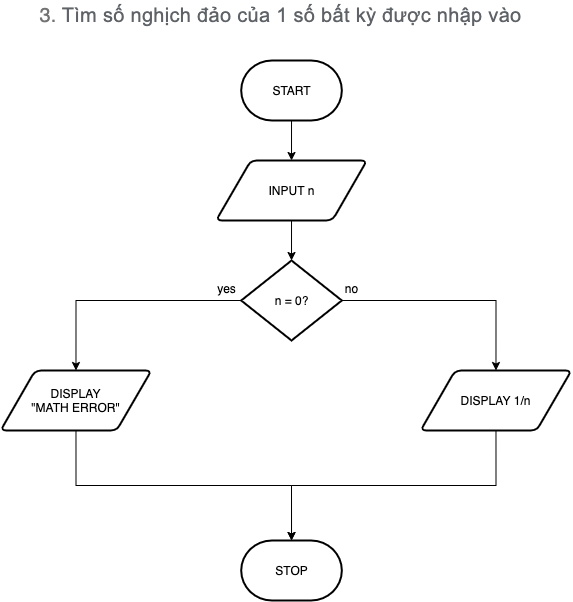 3. Tìm số nghịch đảo của 1 số bất kỳ được nhập vào
START
INPUT n
n = 0?
yes
no
DISPLAY
"MATH ERROR"
DISPLAY 1/n
STOP